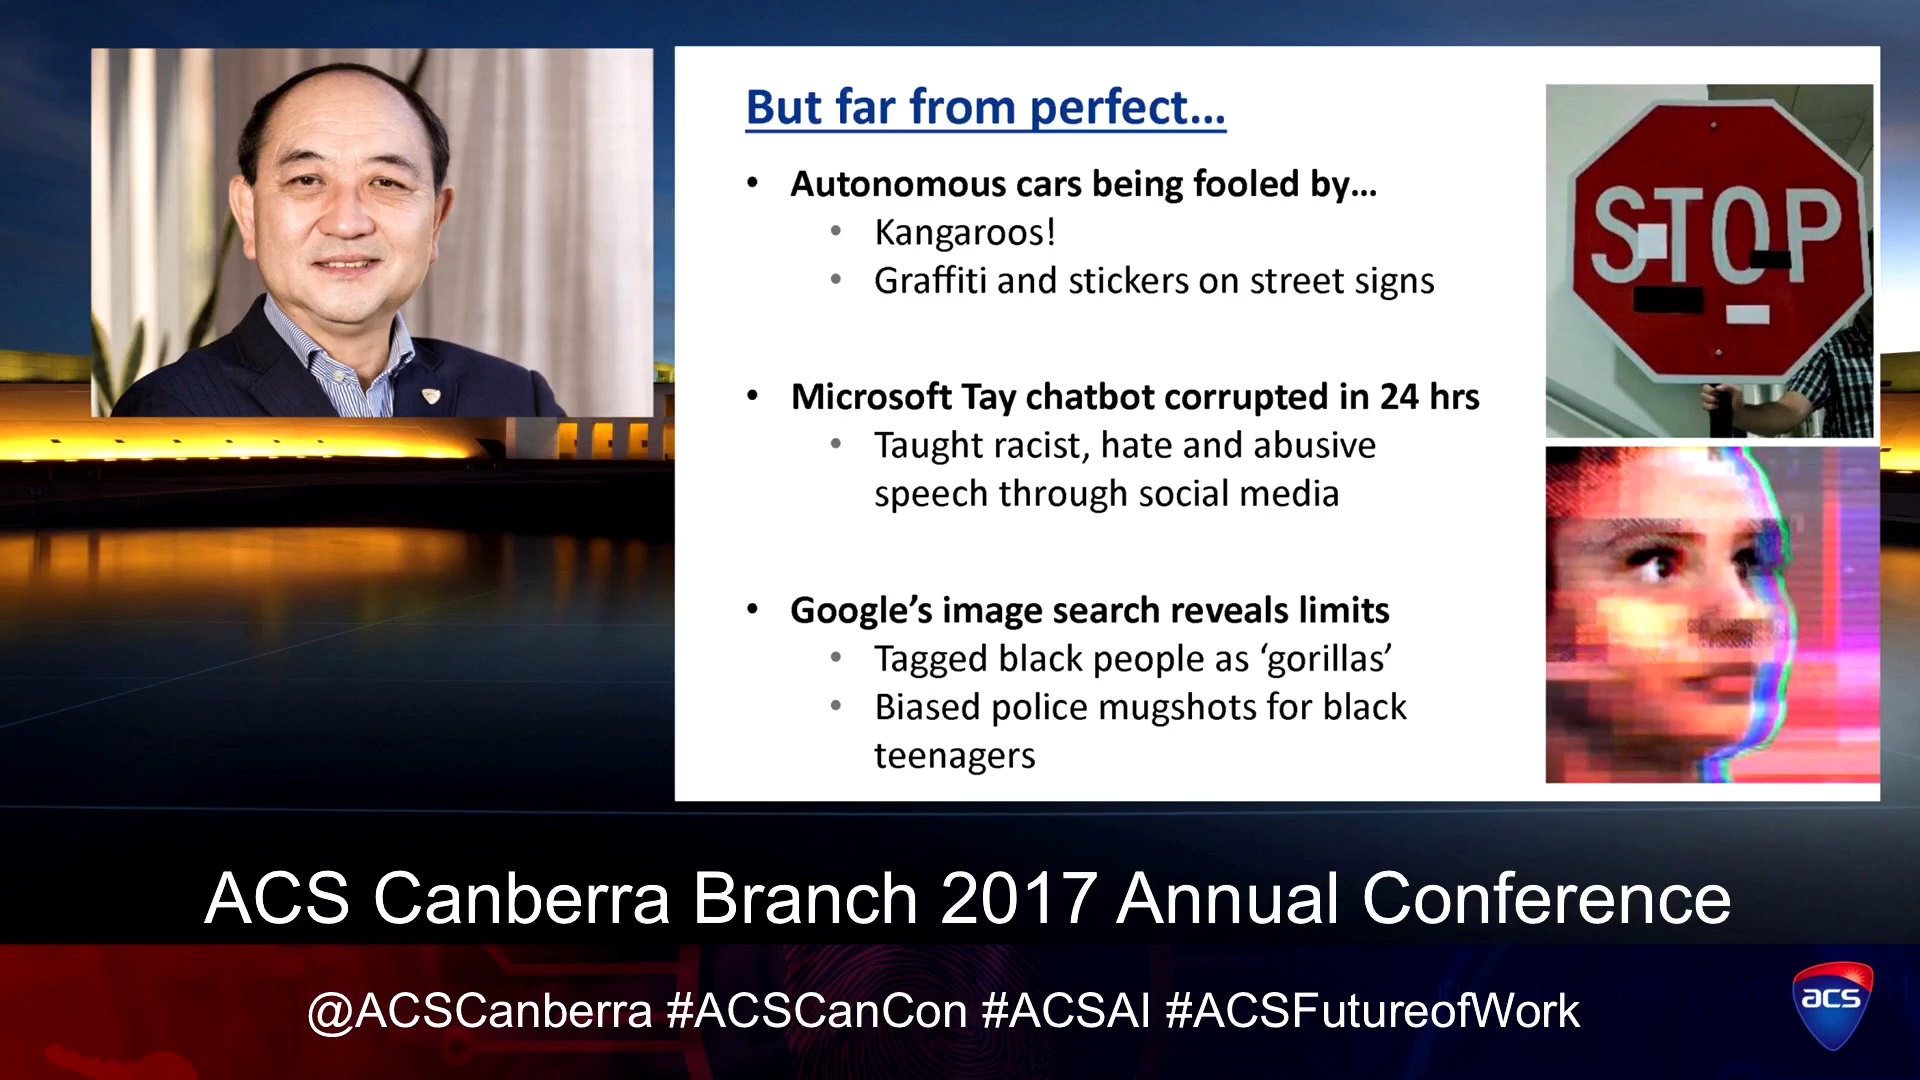 But far from perfect...
• Autonomous cars being fooled by...
• Kangaroos!
• Graffiti and stickers on street signs
• Microsoft Tay chatbot corrupted in 24 hrs
• Taught racist, hate and abusive
speech through social media
• Google’s image search reveals limits
• Tagged black people as ‘gorillas’
• Biased police mugshots for black
teenagers
STOP
ACS Canberra Branch 2017 Annual Conference
@ACSCanberra #ACSCanCon #ACSAI #ACSFutureofWork
acs